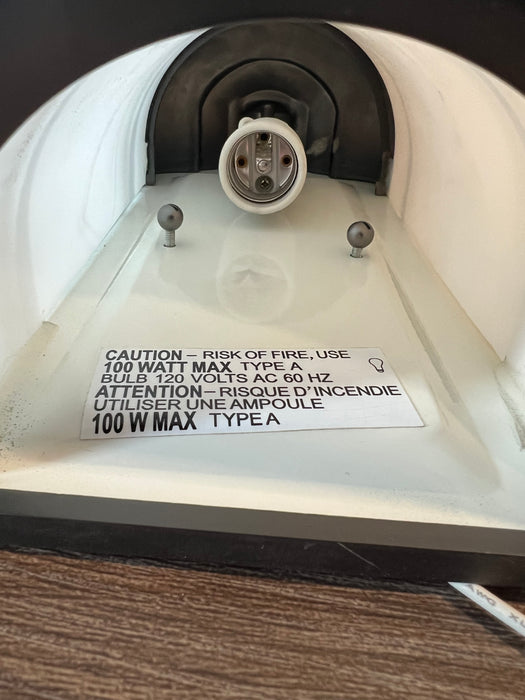 CAUTION – RISK OF FIRE, USE
100 WATT MAX TYPE A
BULB 120 VOLTS AC 60 HZ
ATTENTION – RISQUE D'INCENDIE
UTILISER UNE AMPOULE
100 W MAX TYPE A
AWG